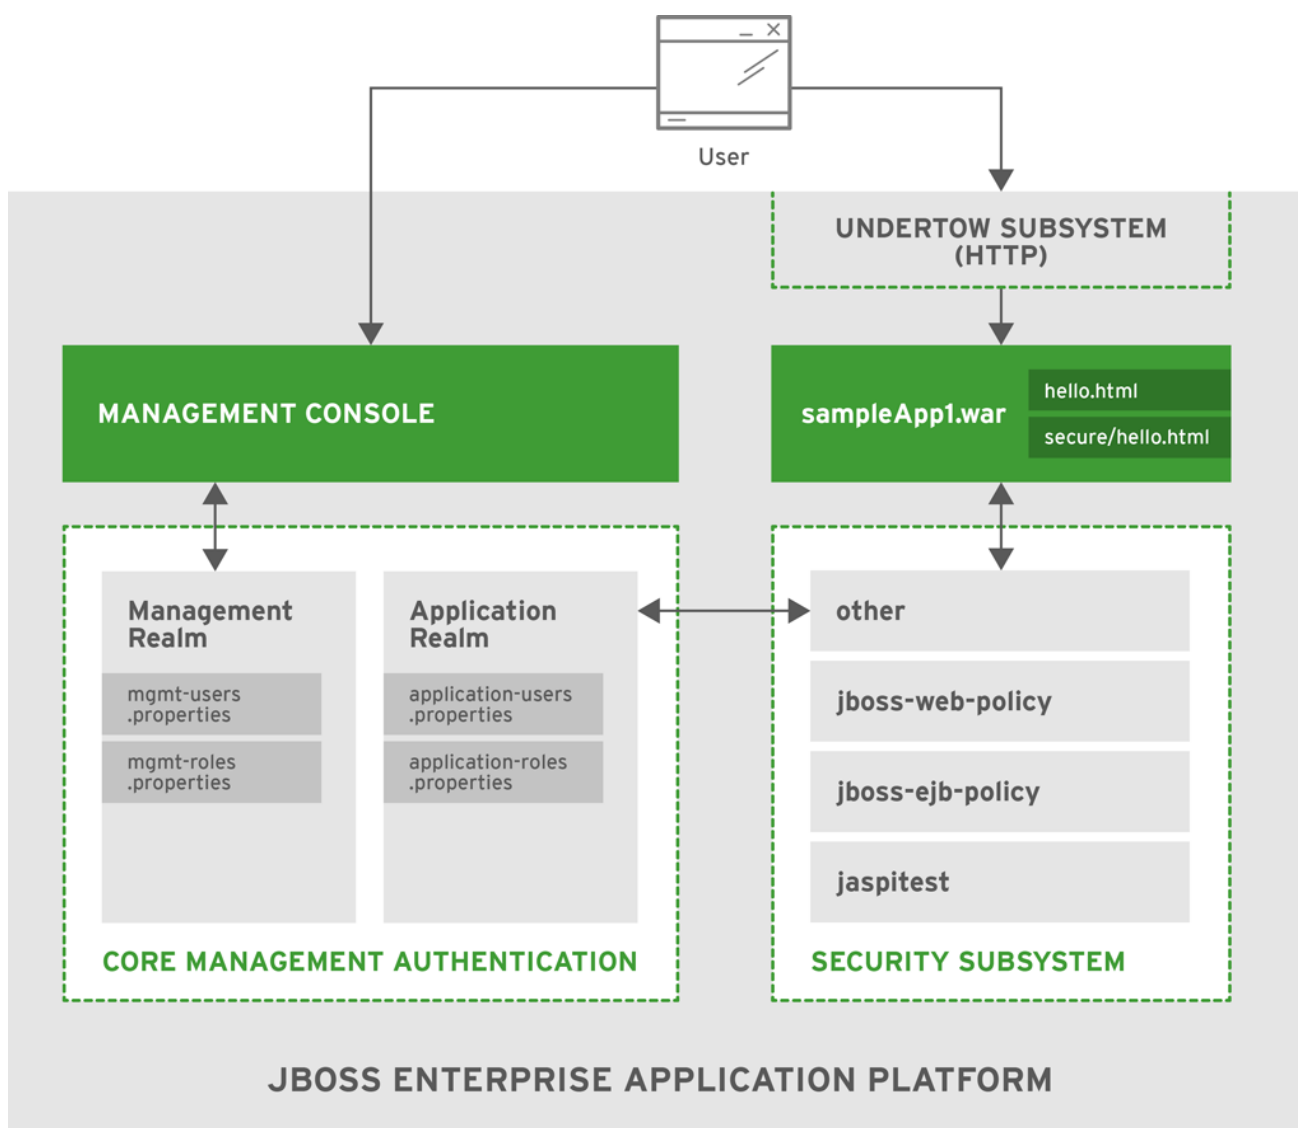 User
UNDERTOW SUBSYSTEM
(HTTP)
MANAGEMENT CONSOLE
sampleApp1.war
hello.html
secure/hello.html
Management
Realm
mgmt-users
.properties
mgmt-roles
.properties
Application
Realm
application-users
.properties
application-roles
.properties
CORE MANAGEMENT AUTHENTICATION
other
jboss-web-policy
jboss-ejb-policy
jaspitest
SECURITY SUBSYSTEM
JBOSS ENTERPRISE APPLICATION PLATFORM